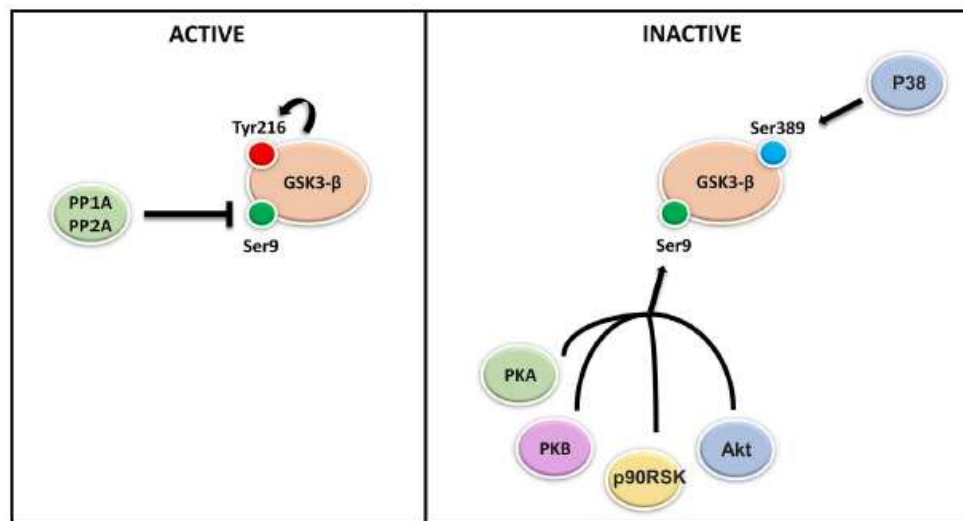 ACTIVE
Tyr216
GSK3-β
PP1A
PP2A
Ser9
INACTIVE
P38
Ser389
GSK3-β
Ser9
PKA
PKB
p90RSK
Akt